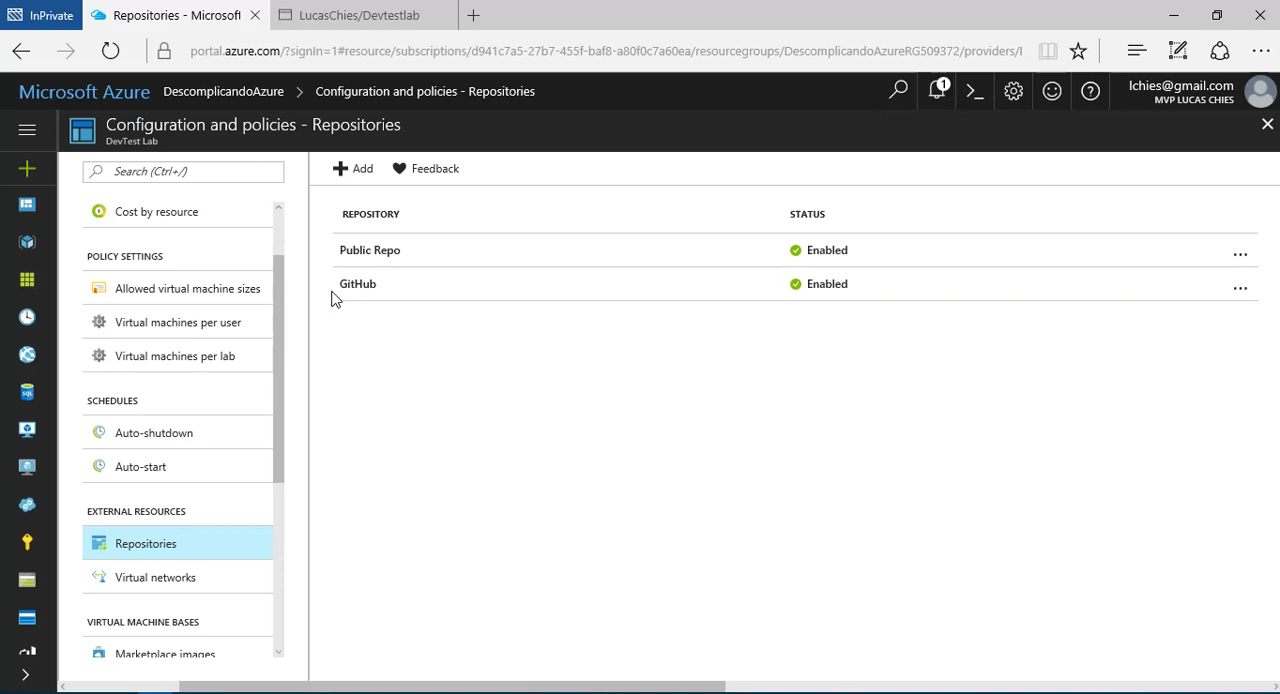 InPrivate
Repositories - Microsoft
LucasChies/Devtestlab
portal.azure.com/?signIn=1#resource/subscriptions/d941c7a5-27b7-455f-baf8-a80f0c7a60ea/resourcegroups/DescomplicandoAzureRG509372/providers/
Microsoft Azure DescomplicandoAzure > Configuration and policies - Repositories
1
lchies@gmail.com
MVP LUCAS CHIES
Configuration and policies - Repositories
DevTest Lab
Search (Ctrl+/)
Add
Feedback
Cost by resource
POLICY SETTINGS
Allowed virtual machine sizes
Virtual machines per user
Virtual machines per lab
SCHEDULES
Auto-shutdown
Auto-start
EXTERNAL RESOURCES
Repositories
Virtual networks
VIRTUAL MACHINE BASES
Marketplace images
REPOSITORY STATUS
Public Repo Enabled ...
GitHub Enabled ...